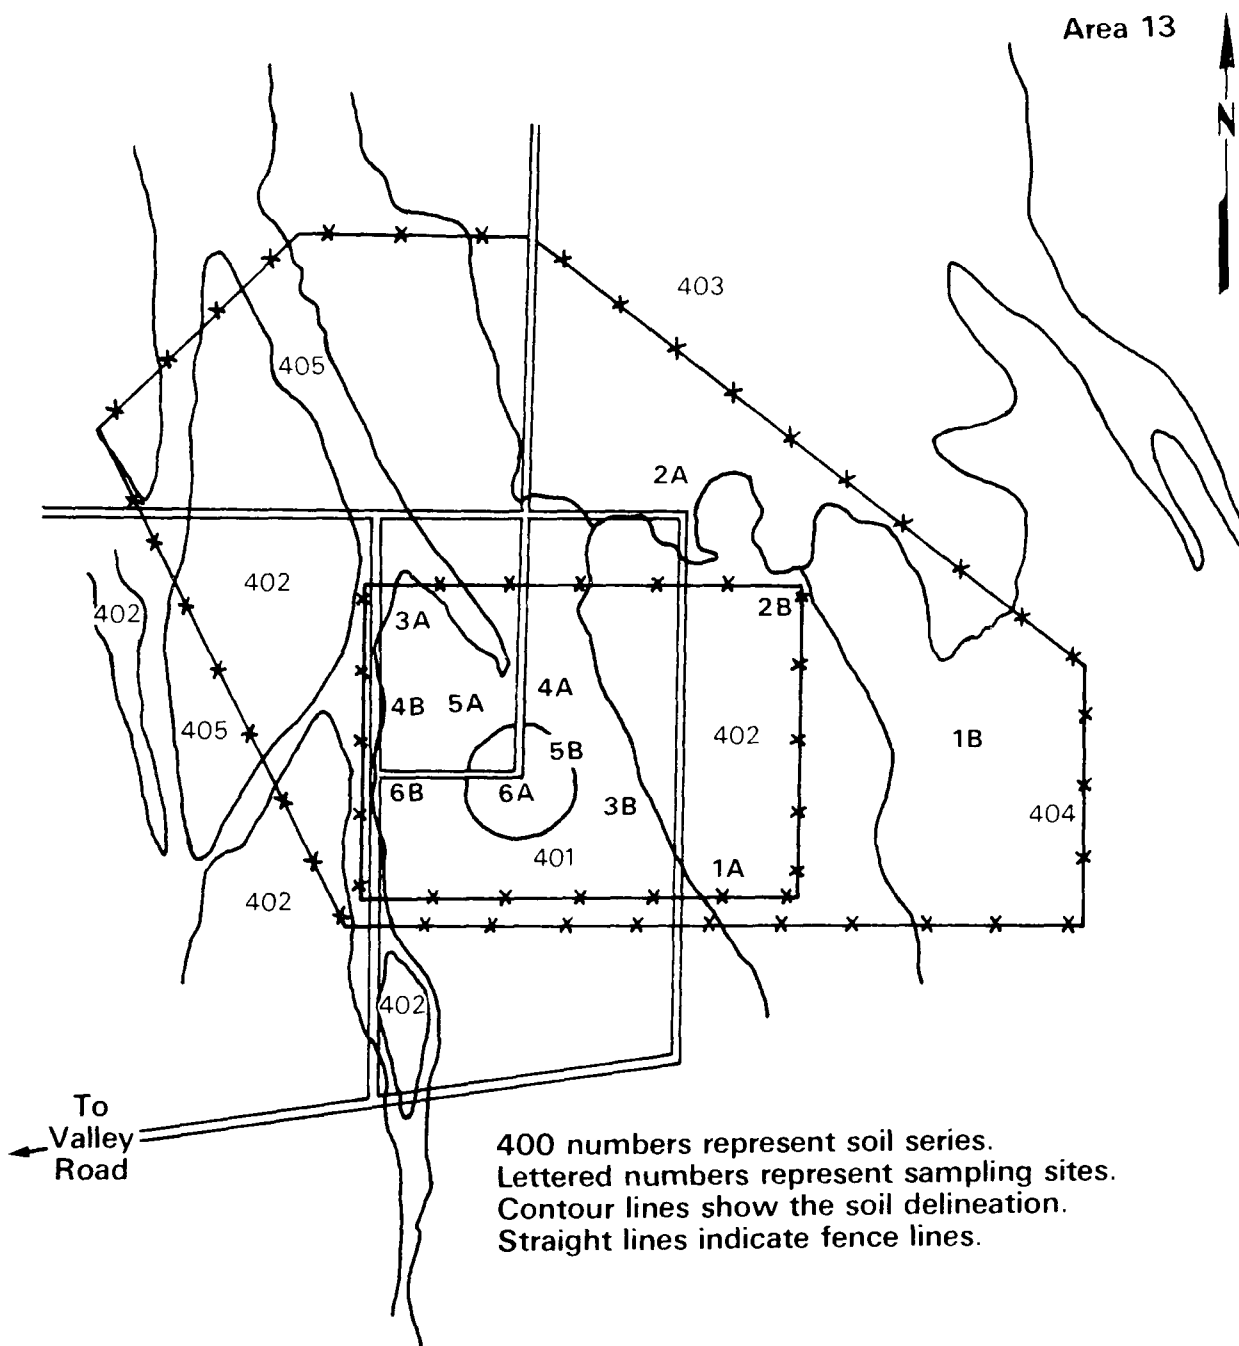 Area 13
N
403
405
2A
402
402
3A
2B
4A
4B
5A
405
402
1B
5B
6B
6A
3B
404
401
1A
402
402
To
Valley
Road
400 numbers represent soil series.
Lettered numbers represent sampling sites.
Contour lines show the soil delineation.
Straight lines indicate fence lines.